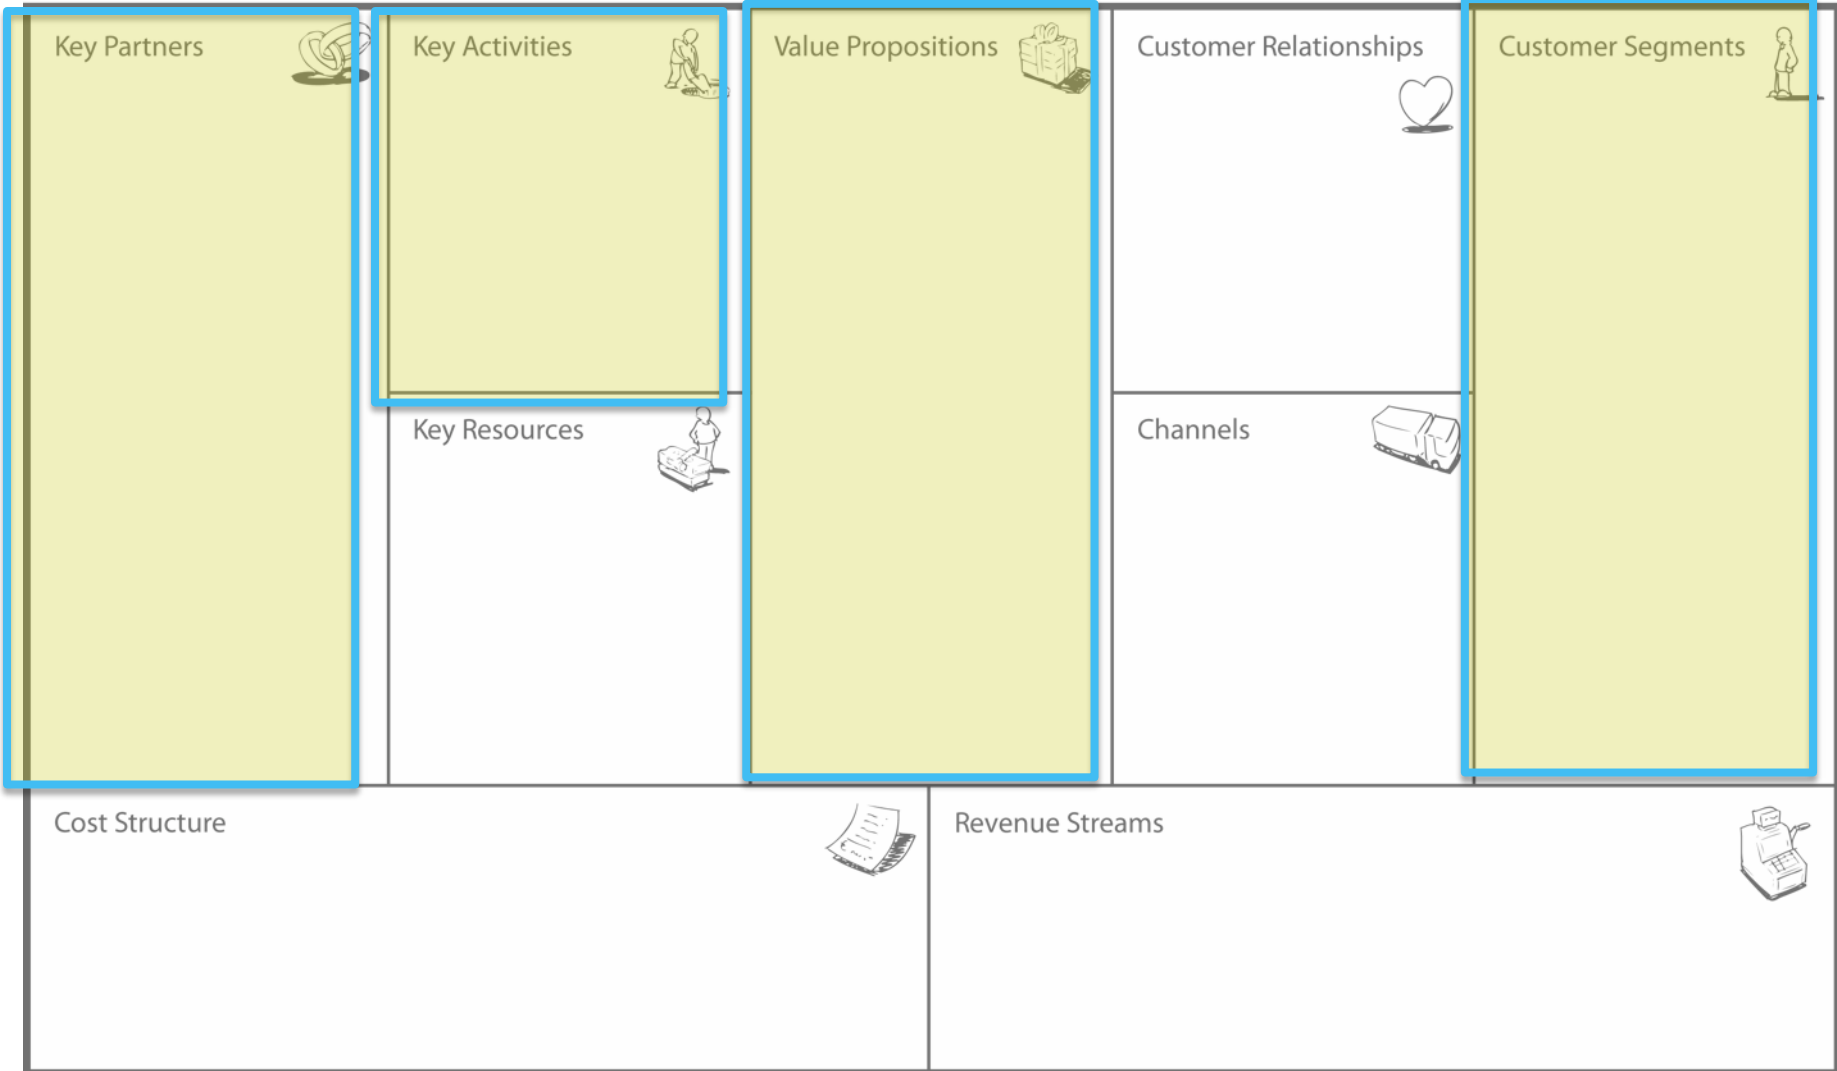 Key Partners
Key Activities
Value Propositions
Customer Relationships
Customer Segments
Key Resources
Channels
Cost Structure
Revenue Streams